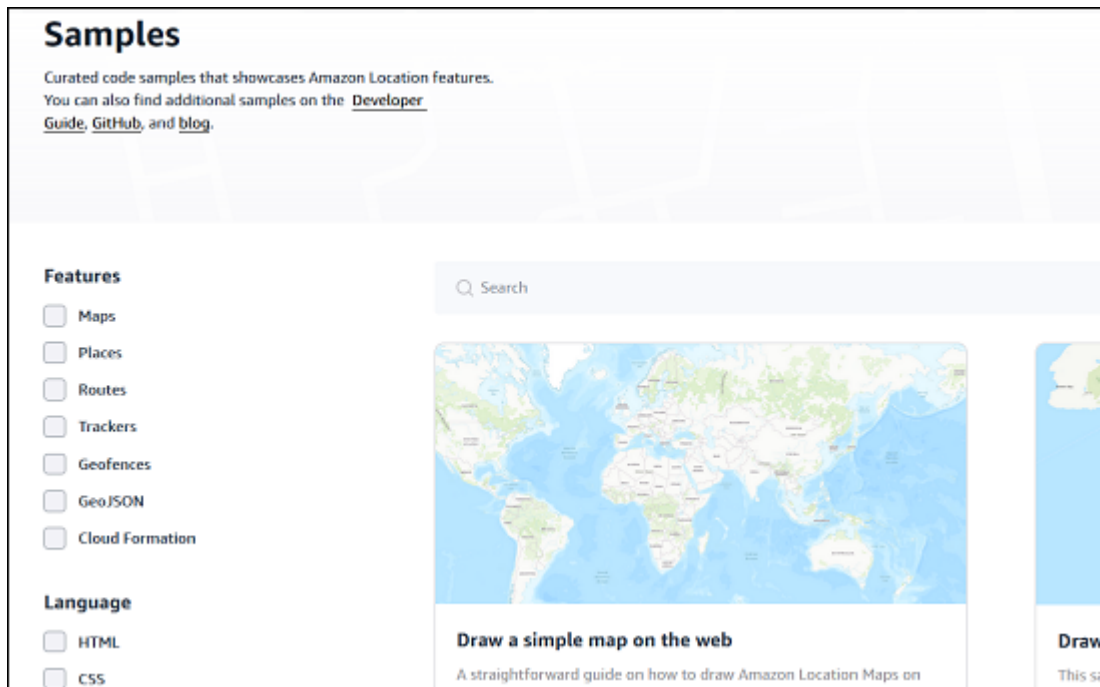 Samples
Curated code samples that showcases Amazon Location features.
You can also find additional samples on the Developer
Guide, GitHub, and blog.
Features
Maps
Places
Routes
Trackers
Geofences
GeoJSON
Cloud Formation
Language
HTML
CSS
Search
Draw a simple map on the web
A straightforward guide on how to draw Amazon Location Maps on
Draw
This sa